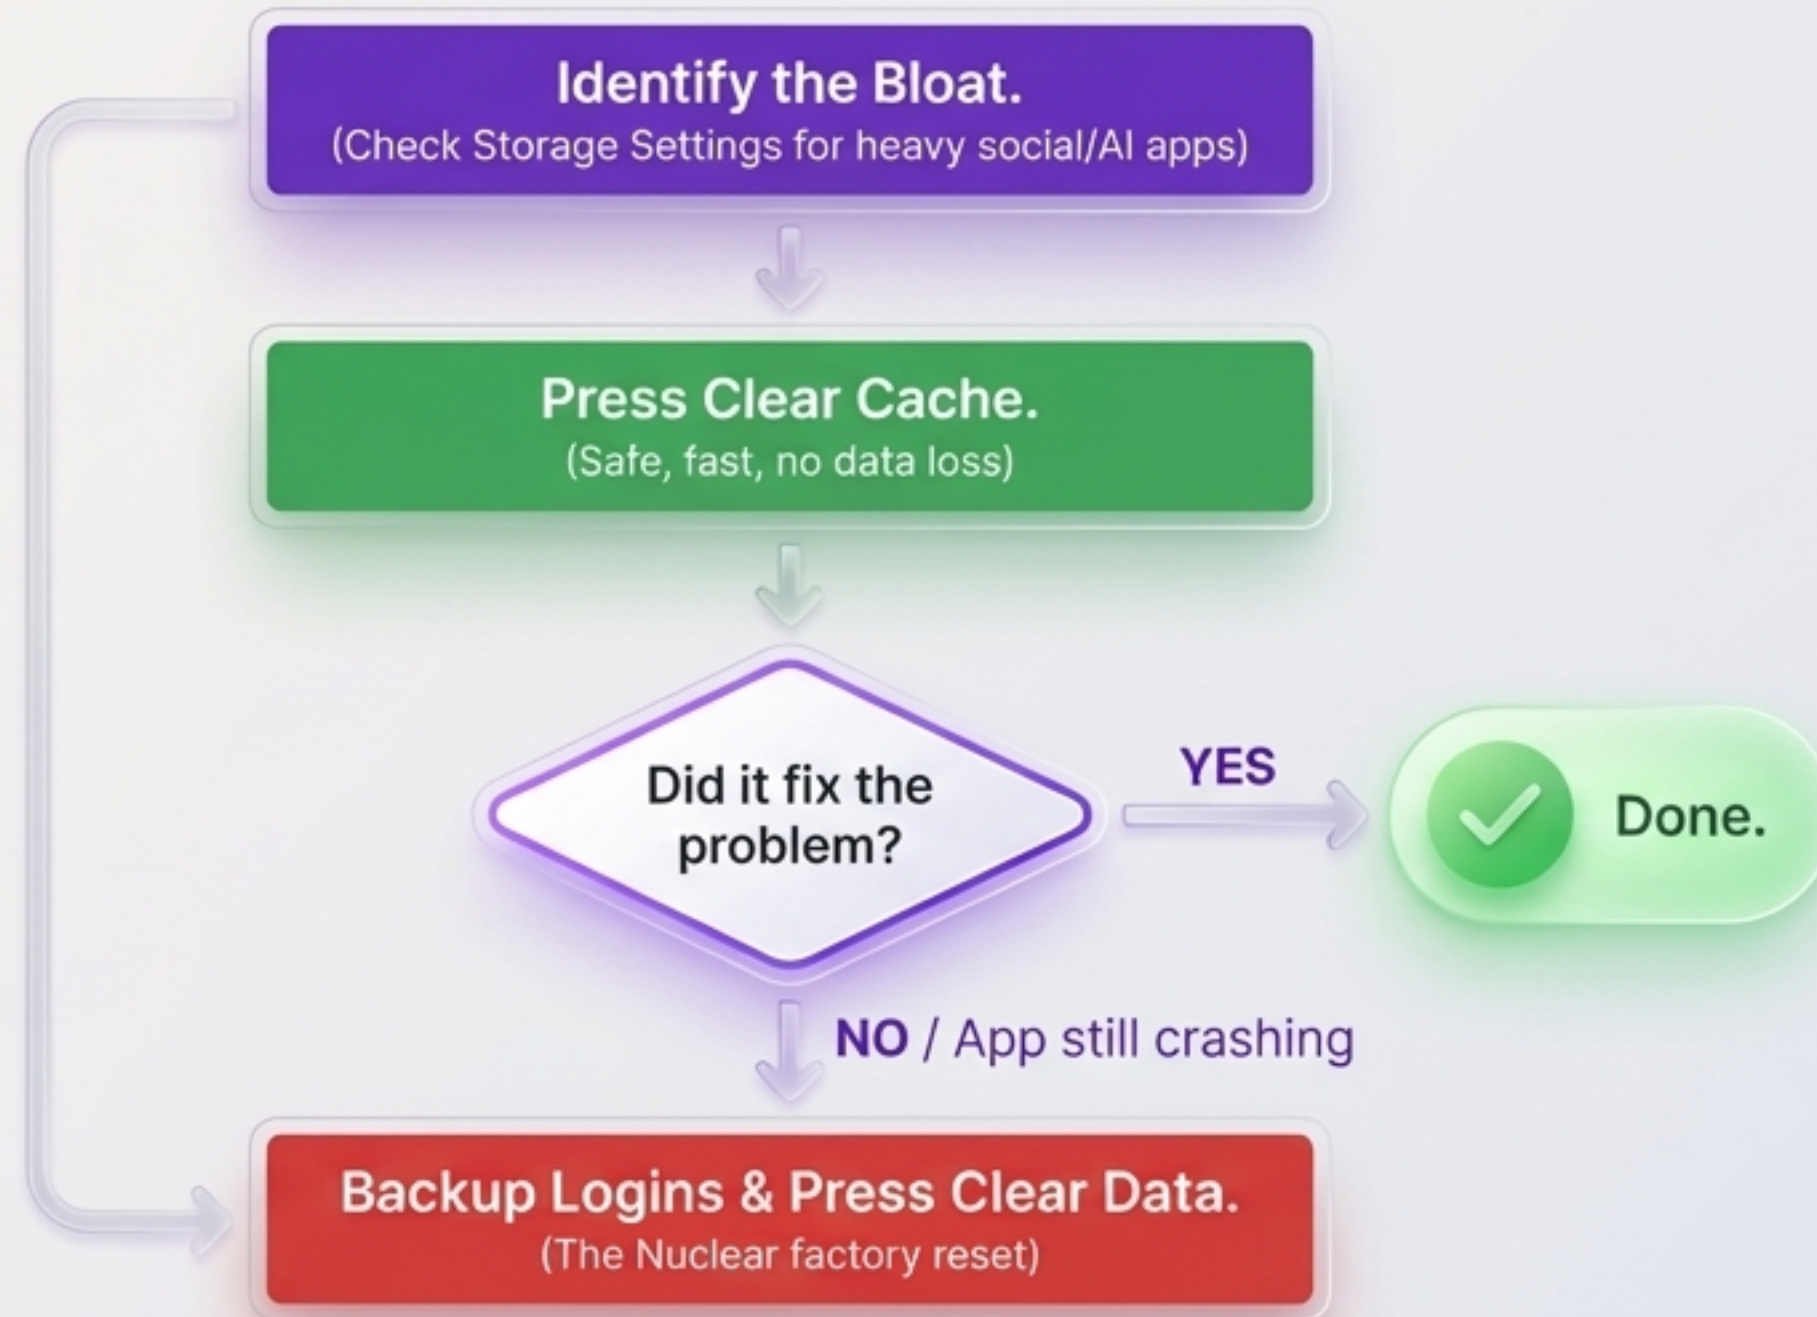 Identify the Bloat.
(Check Storage Settings for heavy social/AI apps)
Press Clear Cache.
(Safe, fast, no data loss)
Did it fix the
problem?
YES
Done.
NO / App still crashing
Backup Logins & Press Clear Data.
(The Nuclear factory reset)